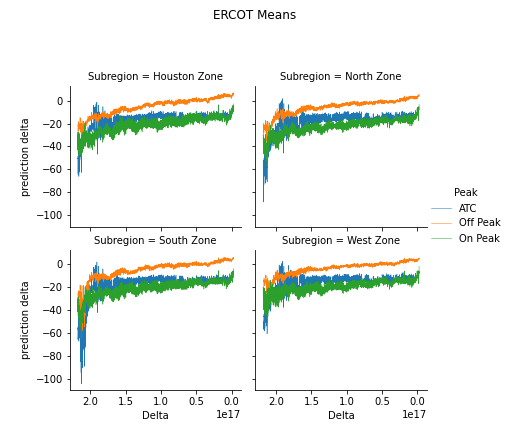 ERCOT Means
Subregion = Houston Zone
Subregion = North Zone
0
−20
−40
−60
−80
−100
prediction delta
Peak
ATC
Off Peak
On Peak
Subregion = South Zone
Subregion = West Zone
0
−20
−40
−60
−80
−100
prediction delta
2.0 1.5 1.0 0.5 0.0
1e17
Delta
2.0 1.5 1.0 0.5 0.0
1e17
Delta